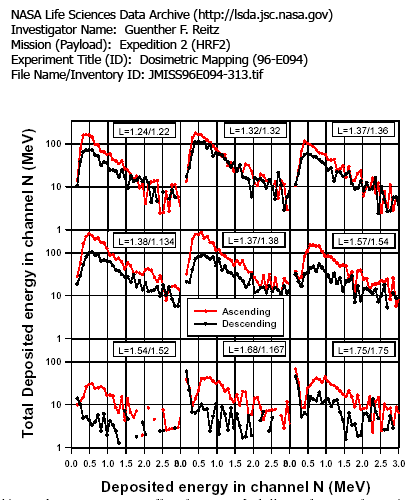 NASA Life Sciences Data Archive (http://lsda.jsc.nasa.gov)
Investigator Name: Guenther F. Reitz
Mission (Payload): Expedition 2 (HRF2)
Experiment Title (ID): Dosimetric Mapping (96-E094)
File Name/Inventory ID: JMISS96E094-313.tif
Total Deposited energy in channel N (MeV)
100
10
1
L=1.24/1.22
L=1.32/1.32
L=1.37/1.36
100
10
1
L=1.38/1.134
L=1.37/1.38
L=1.57/1.54
Ascending
Descending
100
10
1
L=1.54/1.52
L=1.68/1.167
L=1.75/1.75
0.0 0.5 1.0 1.5 2.0 2.5 0.5 1.0 1.5 2.0 2.5 0.5 1.0 1.5 2.0 2.5 3.0
Deposited energy in channel N (MeV)